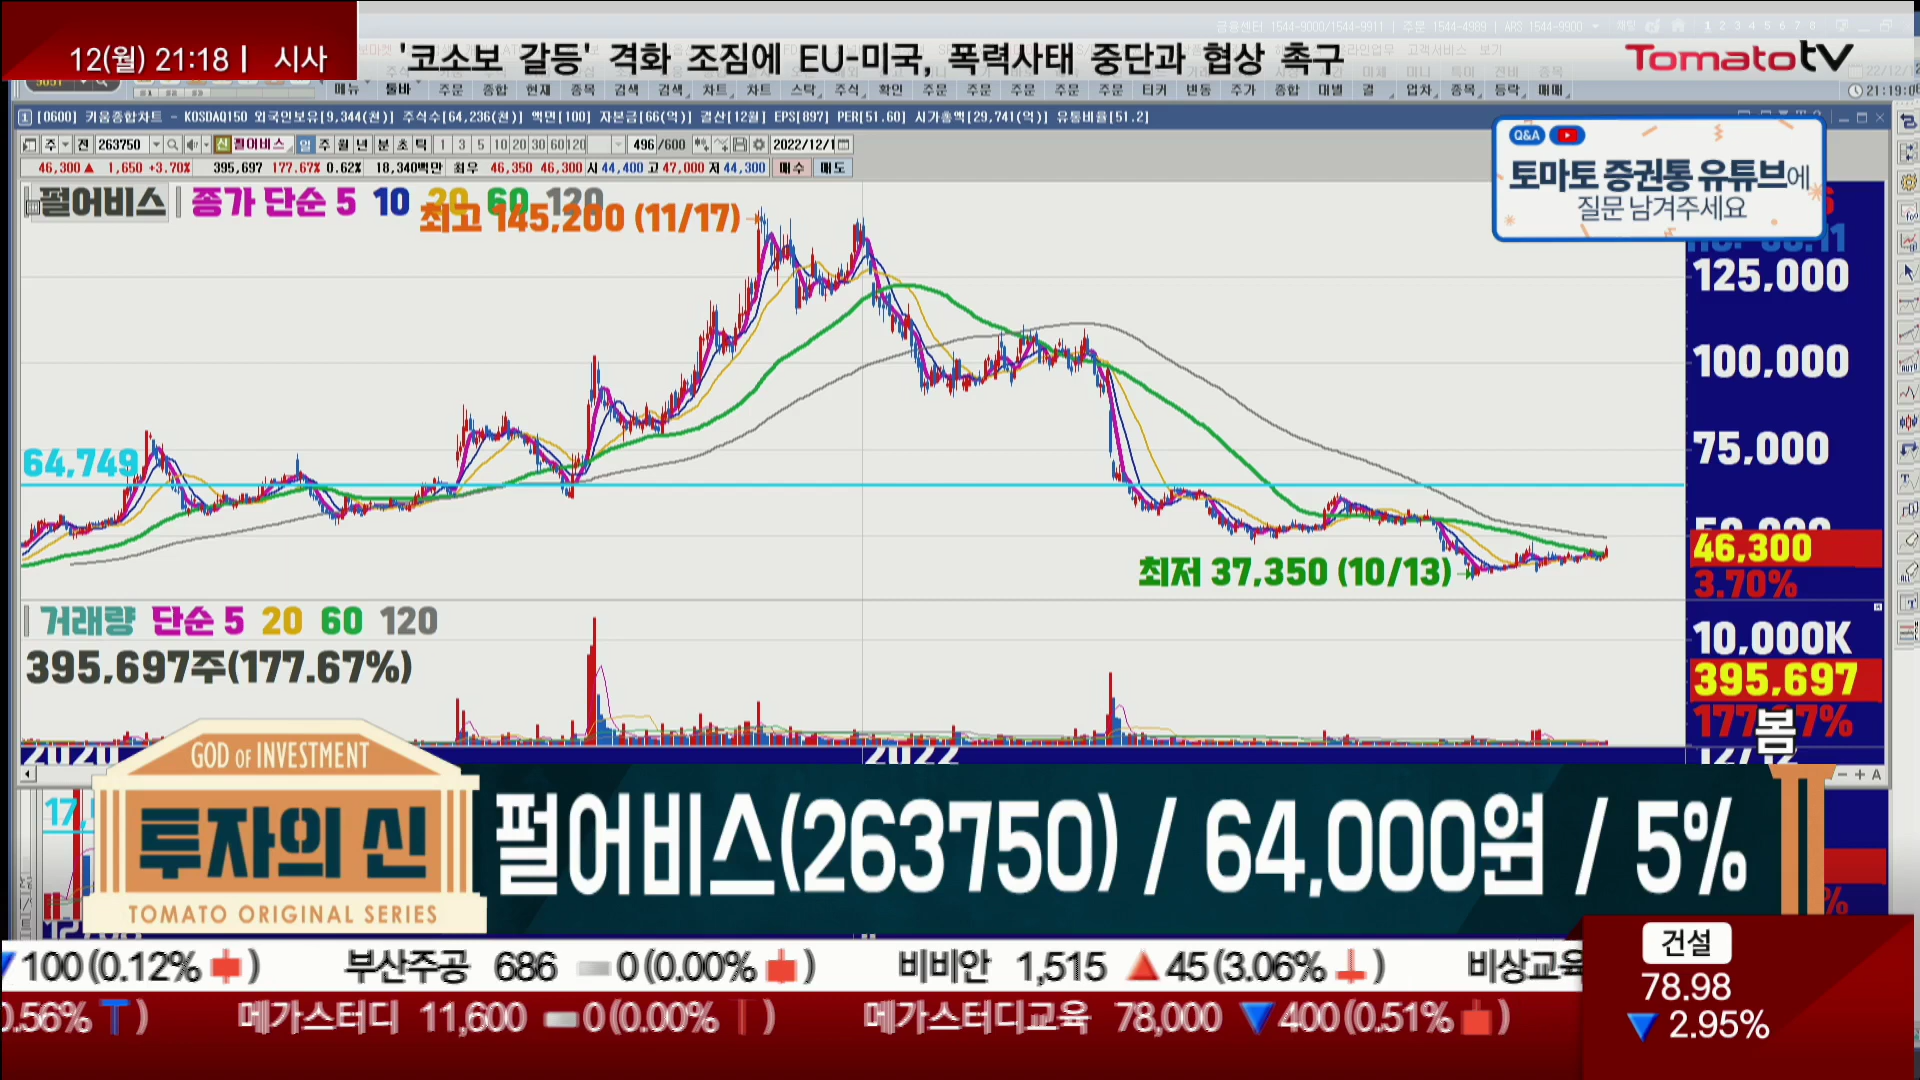 12(월) 21:18 | 시사
'코소보 갈등' 격화 조짐에 EU-미국, 폭력사태 중단과 협상 촉구
Tomatotv
[0600] 키움종합차트 - KOSDAQ150 외국인보유[9,344(천)] 주식수[64,236(천)] 액면[100] 자본금[66(억)] 결산[12월] EPS[897] PER[51.60] 시가총액[29,741(억)] 유통비율[51.2]
263750 신 펄어비스 일 주 월 년 분 초 틱 1 3 5 10 20 30 60 120 496 /600 2022/12/1
46,300 ▲ 1,650 +3.70% 395,697 177.67% 0.62% 18,340백만 최우 46,350 46,300 시 44,400 고 47,000 저 44,300 매수 매도
Q&A
토마토 증권통 유튜브에
질문 남겨주세요
펄어비스 종가 단순 5 10 20 60 120
최고 145,200 (11/17)
125,000
100,000
75,000
64,749
50,000
46,300
3.70%
최저 37,350 (10/13)
거래량 단순 5 20 60 120
395,697주(177.67%)
10,000K
395,697
177.67%
2020
2022
12/12
봄
GOD OF INVESTMENT
투자의 신
TOMATO ORIGINAL SERIES
펄어비스(263750) / 64,000원 / 5%
100(0.12% ) 부산주공 686 0(0.00% ) 비비안 1,515 ▲45(3.06% ) 비상교육
0.56% ) 메가스터디 11,600 0(0.00% ) 메가스터디교육 78,000 ▼400(0.51% )
건설
78.98
▼ 2.95%